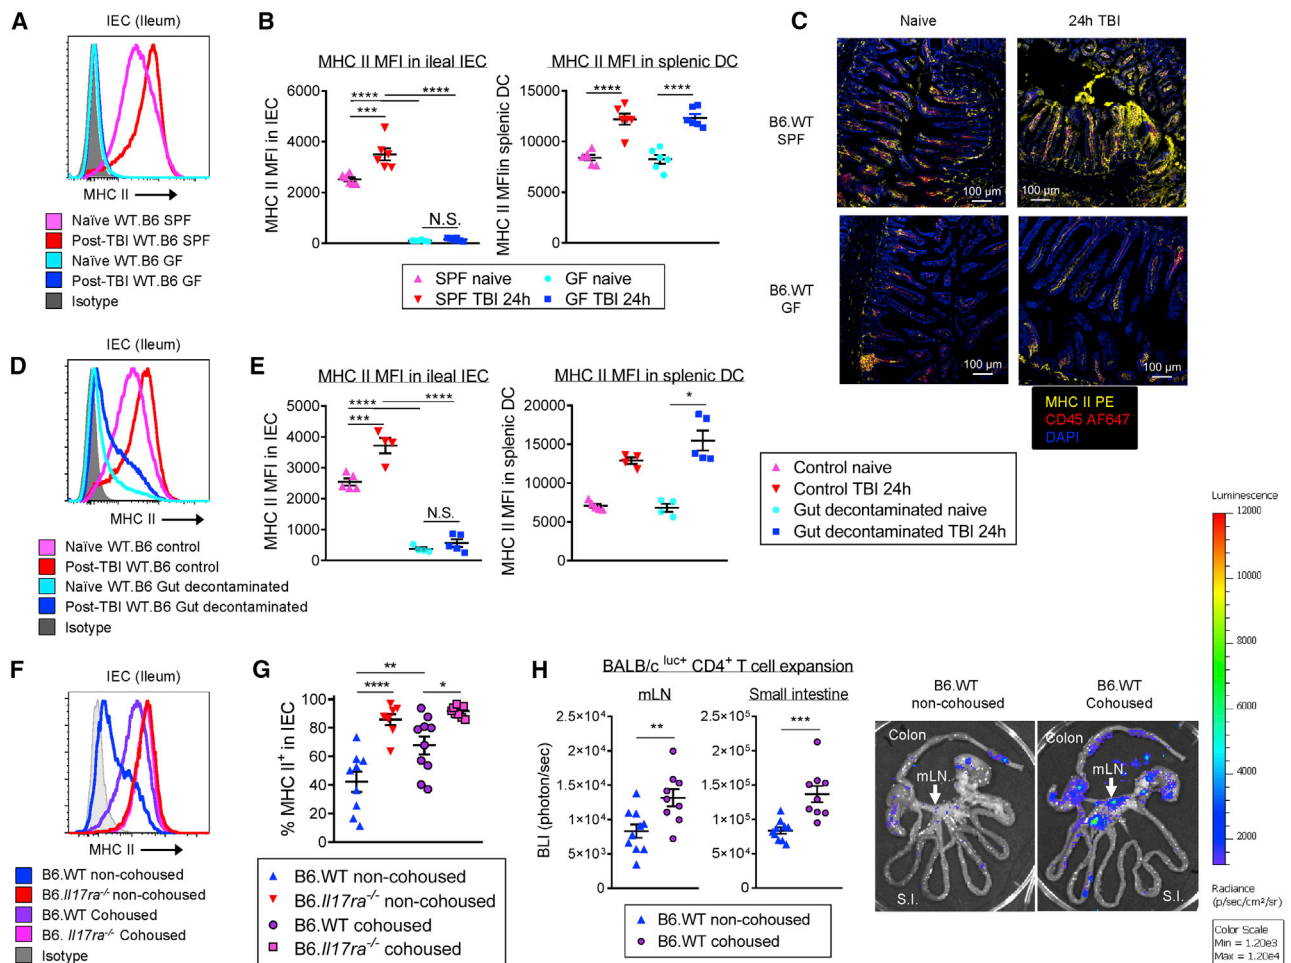 A
IEC (Ileum)
MHC II
Naïve WT.B6 SPF
Post-TBI WT.B6 SPF
Naïve WT.B6 GF
Post-TBI WT.B6 GF
Isotype
B
MHC II MFI in ileal IEC
MHC II MFI in IEC
6000
4000
2000
0
****
***
****
N.S.
MHC II MFI in splenic DC
MHC II MFIin splenic DC
15000
10000
5000
0
****
****
SPF naive
GF naive
SPF TBI 24h
GF TBI 24h
C
Naive
24h TBI
B6.WT
SPF
B6.WT
GF
100 µm
100 µm
100 µm
100 µm
MHC II PE
CD45 AF647
DAPI
D
IEC (Ileum)
MHC II
Naïve WT.B6 control
Post-TBI WT.B6 control
Naïve WT.B6 Gut decontaminated
Post-TBI WT.B6 Gut decontaminated
Isotype
E
MHC II MFI in ileal IEC
MHC II MFI in IEC
5000
4000
3000
2000
1000
0
****
***
****
N.S.
MHC II MFI in splenic DC
MHC II MFI in splenic DC
20000
15000
10000
5000
0
*
Control naive
Control TBI 24h
Gut decontaminated naive
Gut decontaminated TBI 24h
F
IEC (Ileum)
MHC II
B6.WT non-cohoused
B6.Il17ra-/- non-cohoused
B6.WT Cohoused
B6. Il17ra-/- Cohoused
Isotype
G
% MHC II+ in IEC
100
80
60
40
20
0
**
****
*
B6.WT non-cohoused
B6.Il17ra-/- non-cohoused
B6.WT cohoused
B6.Il17ra-/- cohoused
H
BALB/c luc+ CD4+ T cell expansion
mLN
Small intestine
BLI (photon/sec)
2.5×10⁴
2×10⁴
1.5×10⁴
1×10⁴
5×10³
0
**
2.5×10⁵
2×10⁵
1.5×10⁵
1×10⁵
5×10⁴
0
***
B6.WT non-cohoused
B6.WT cohoused
B6.WT
non-cohoused
B6.WT
Cohoused
Colon
mLN.
S.I.
Colon
mLN.
S.I.
Luminescence
12000
10000
8000
6000
4000
2000
Radiance
(p/sec/cm²/sr)
Color Scale
Min = 1.20e3
Max = 1.20e4